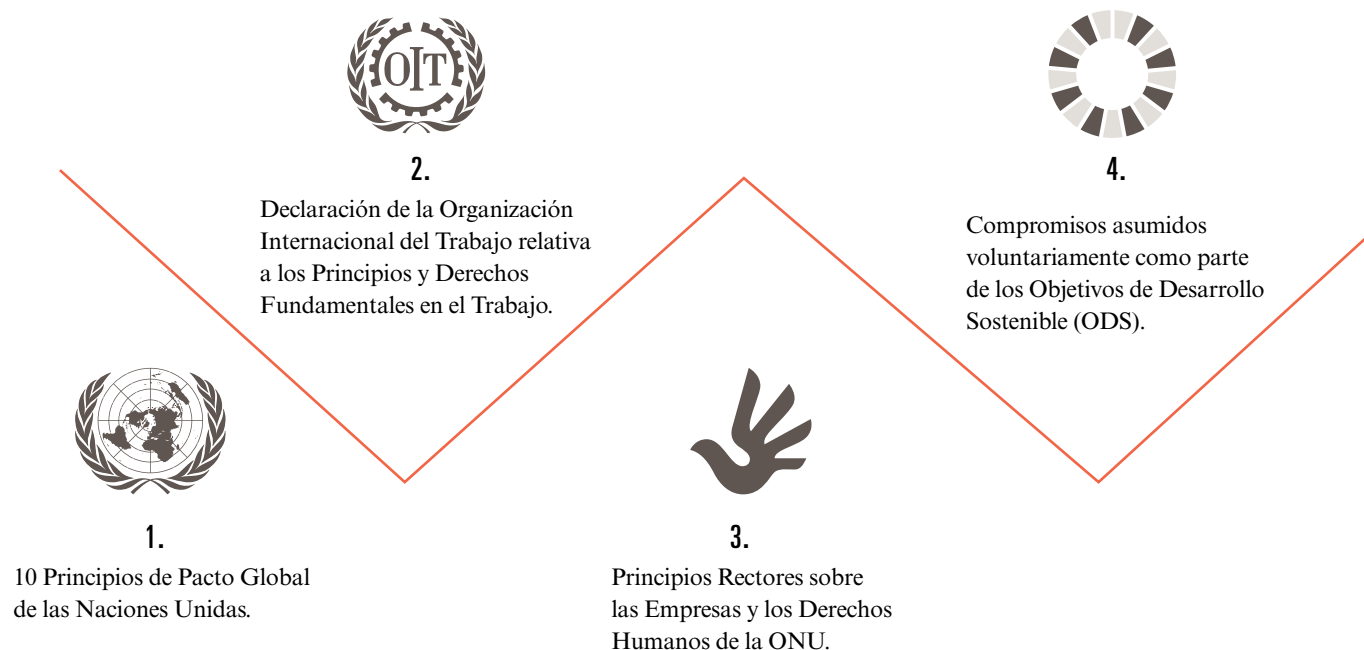 1.
10 Principios de Pacto Global
de las Naciones Unidas.
OIT
2.
Declaración de la Organización
Internacional del Trabajo relativa
a los Principios y Derechos
Fundamentales en el Trabajo.
3.
Principios Rectores sobre
las Empresas y los Derechos
Humanos de la ONU.
4.
Compromisos asumidos
voluntariamente como parte
de los Objetivos de Desarrollo
Sostenible (ODS).